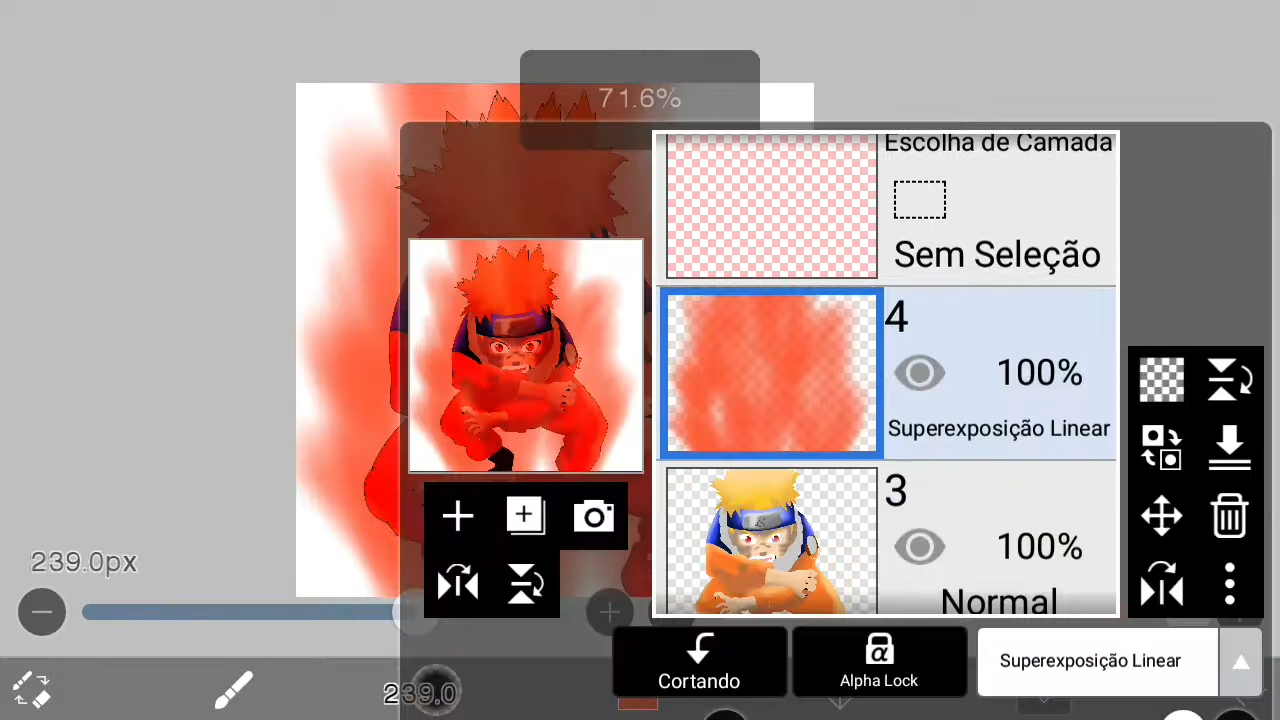 71.6%
Escolha de Camada
Sem Seleção
4
100%
Superexposição Linear
3
100%
Normal
239.0px
Cortando
α
Alpha Lock
Superexposição Linear
239.0